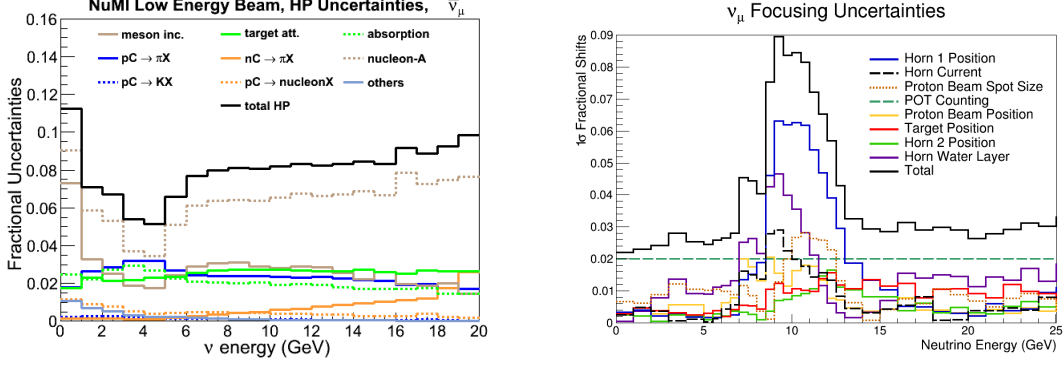 NuMI Low Energy Beam, HP Uncertainties, ν̄μ
Fractional Uncertainties
0.16
0.14
0.12
0.1
0.08
0.06
0.04
0.02
0
meson inc.
target att.
absorption
pC → πX
nC → πX
nucleon-A
pC → KX
pC → nucleonX
others
total HP
0 2 4 6 8 10 12 14 16 18 20
ν energy (GeV)
νμ Focusing Uncertainties
1σ Fractional Shifts
0.09
0.08
0.07
0.06
0.05
0.04
0.03
0.02
0.01
0
Horn 1 Position
Horn Current
Proton Beam Spot Size
POT Counting
Proton Beam Position
Target Position
Horn 2 Position
Horn Water Layer
Total
5 10 15 20 25
Neutrino Energy (GeV)